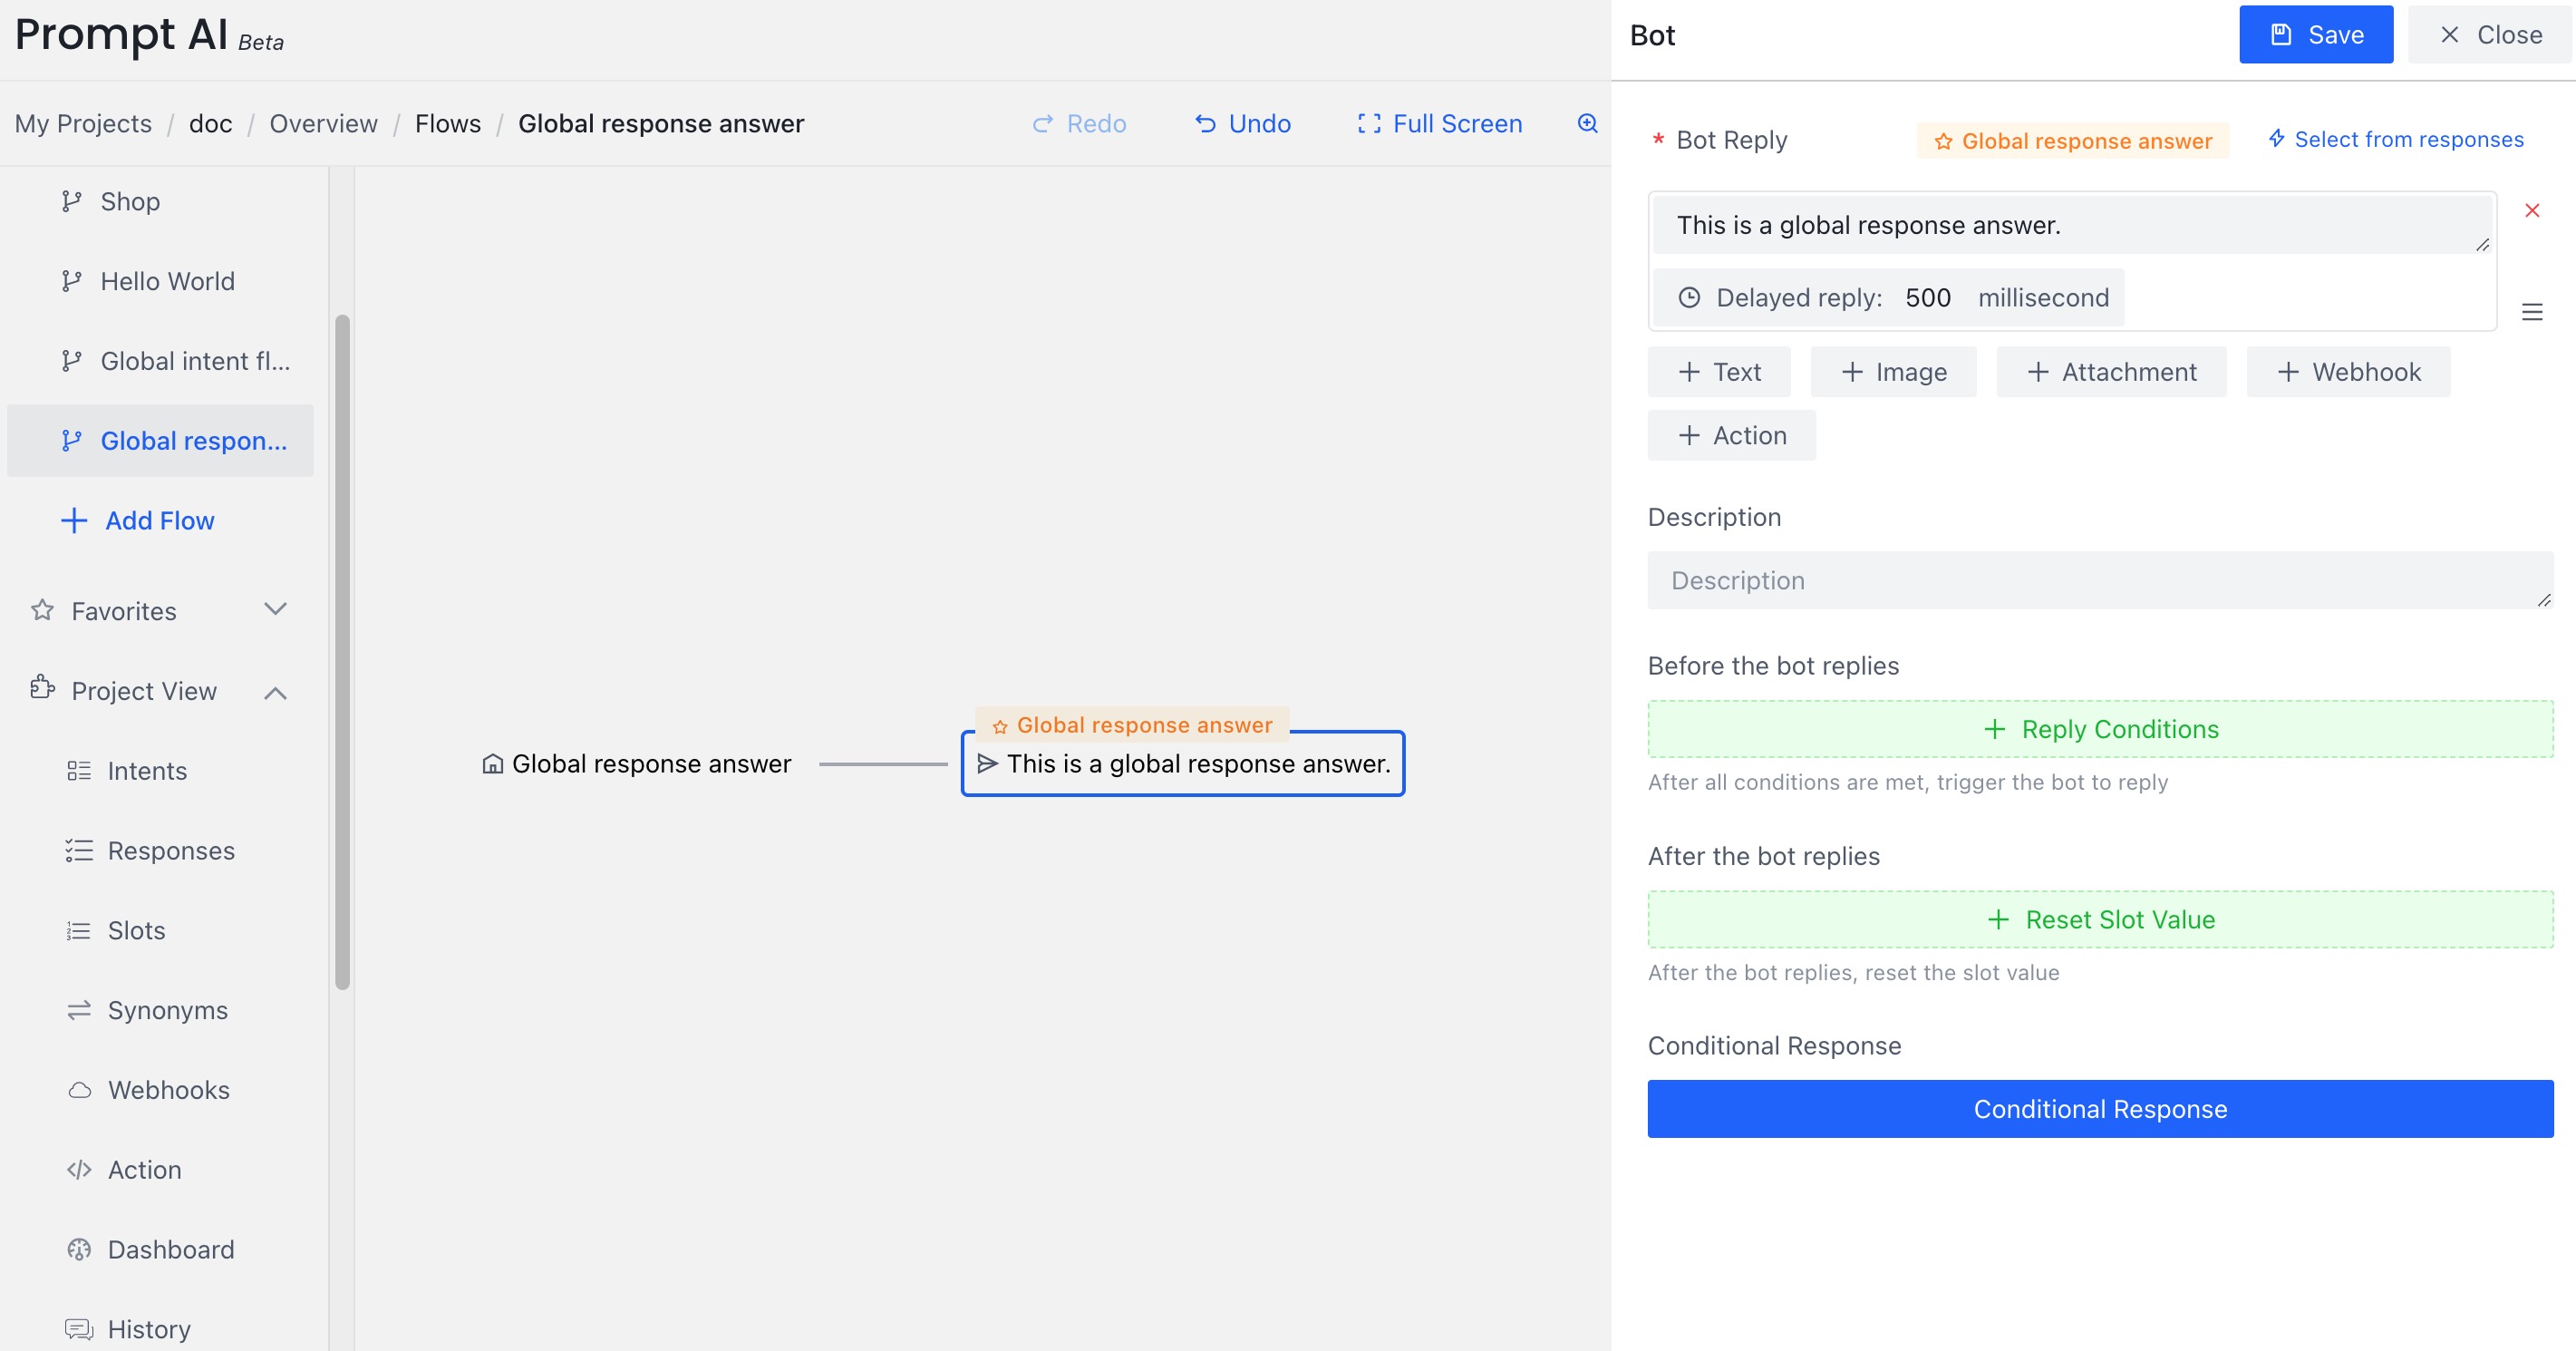 Prompt AI Beta
My Projects / doc / Overview / Flows / Global response answer
Redo
Undo
Full Screen
Shop
Hello World
Global intent fl...
Global respon...
Add Flow
Favorites
Project View
Intents
Responses
Slots
Synonyms
Webhooks
Action
Dashboard
History
Global response answer
Global response answer
This is a global response answer.
Bot
Save
Close
* Bot Reply
Global response answer
Select from responses
This is a global response answer.
Delayed reply: 500 millisecond
+ Text
+ Image
+ Attachment
+ Webhook
+ Action
Description
Description
Before the bot replies
+ Reply Conditions
After all conditions are met, trigger the bot to reply
After the bot replies
+ Reset Slot Value
After the bot replies, reset the slot value
Conditional Response
Conditional Response